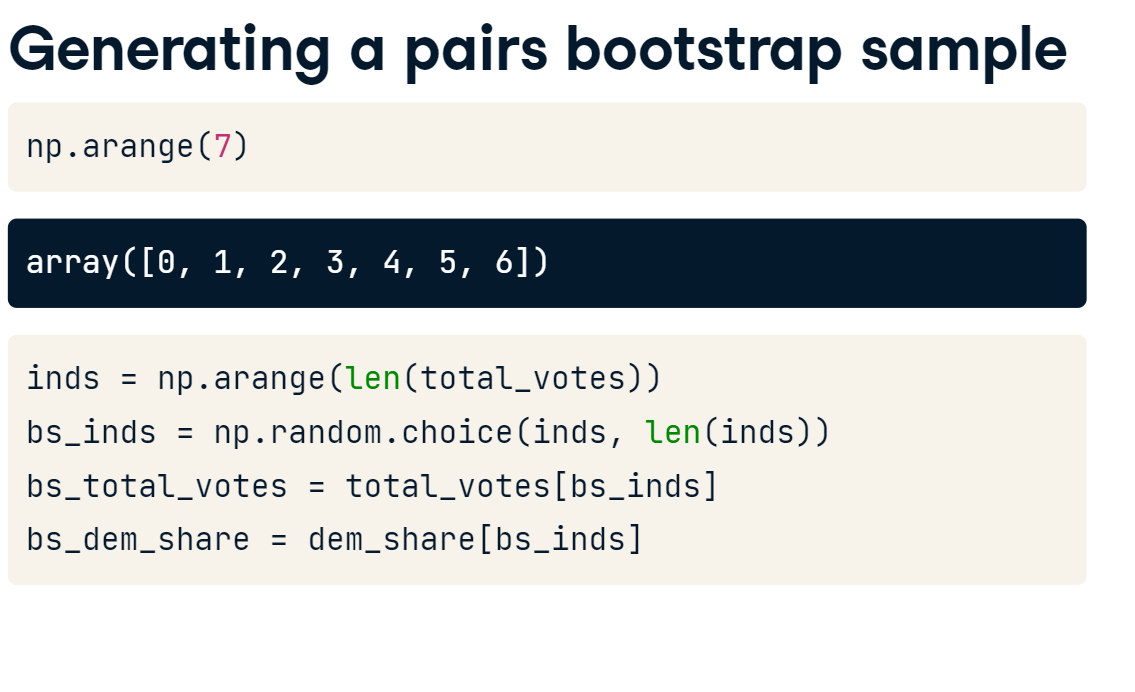 Generating a pairs bootstrap sample
np.arange(7)
array([0, 1, 2, 3, 4, 5, 6])
inds = np.arange(len(total_votes))
bs_inds = np.random.choice(inds, len(inds))
bs_total_votes = total_votes[bs_inds]
bs_dem_share = dem_share[bs_inds]